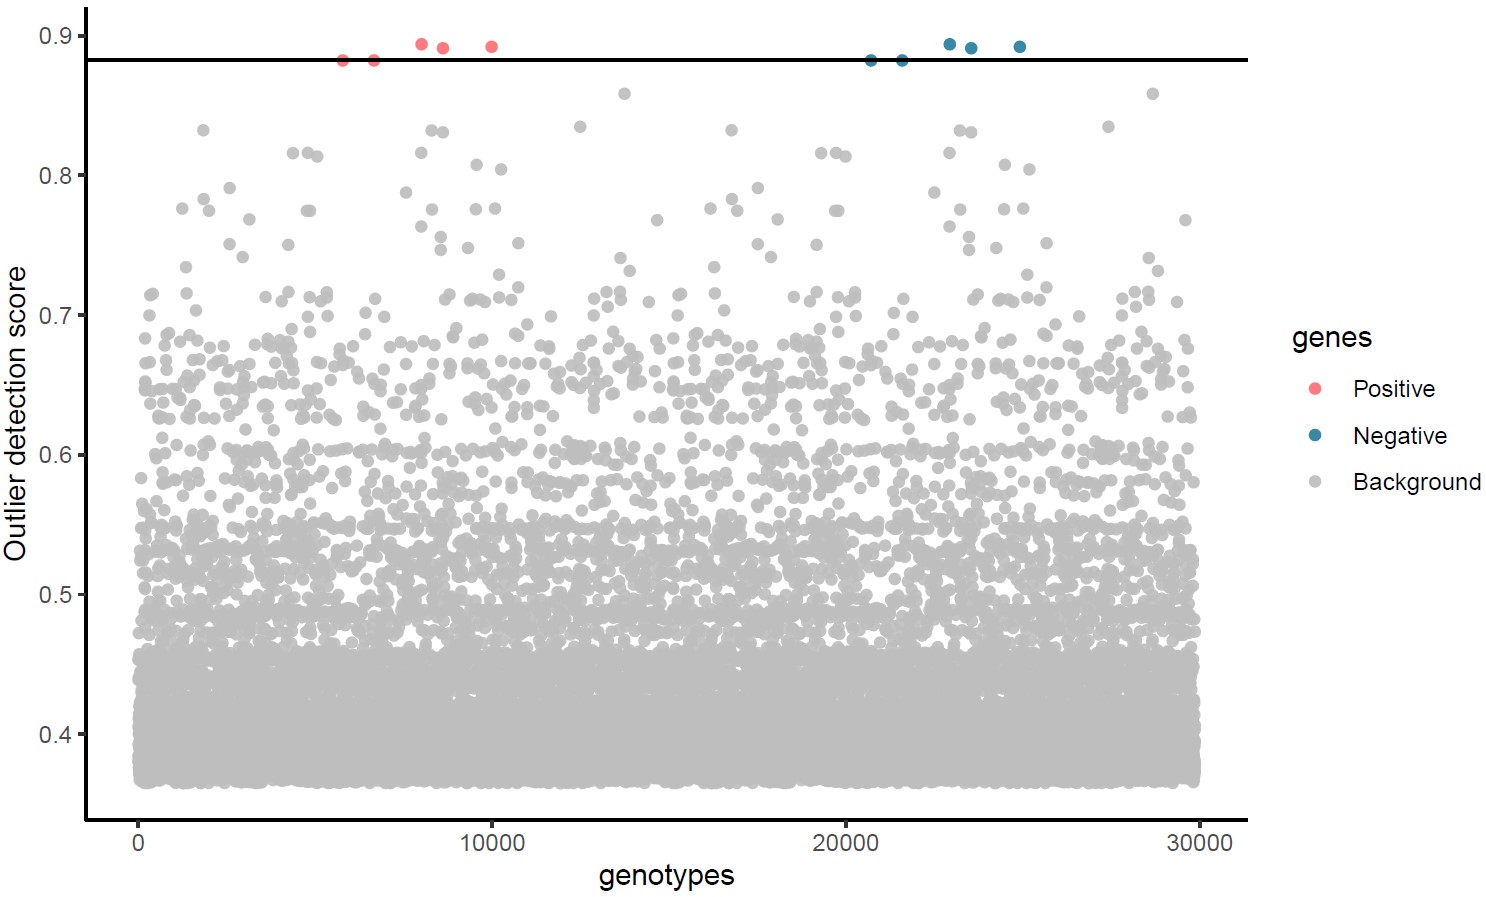 Outlier detection score
0.9
0.8
0.7
0.6
0.5
0.4
0
10000
20000
30000
genotypes
genes
Positive
Negative
Background